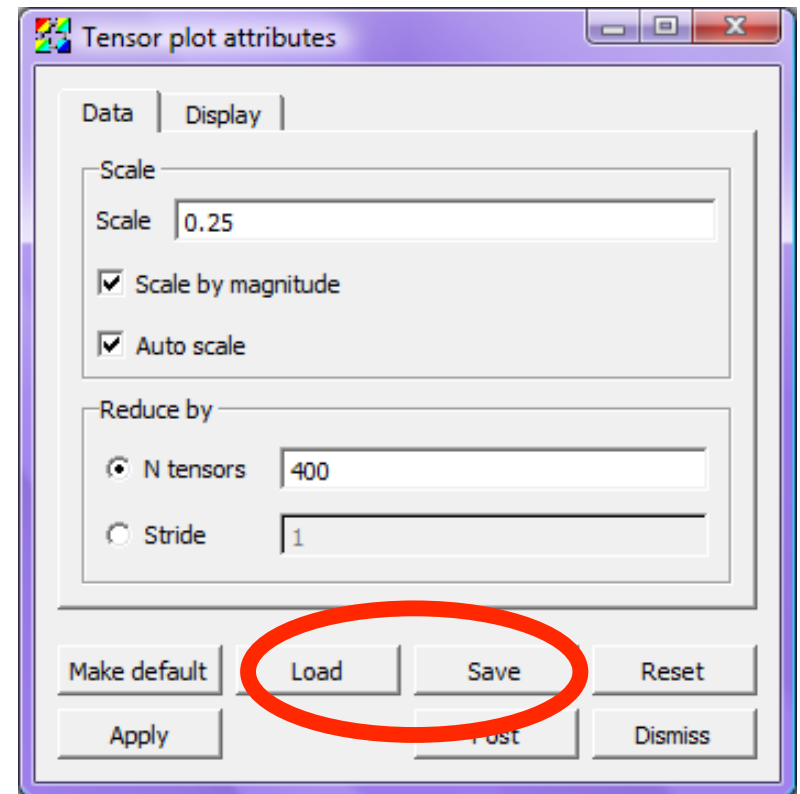 Tensor plot attributes
Data Display
Scale
Scale 0.25
Scale by magnitude
Auto scale
Reduce by
N tensors 400
Stride 1
Make default Load Save Reset
Apply Post Dismiss